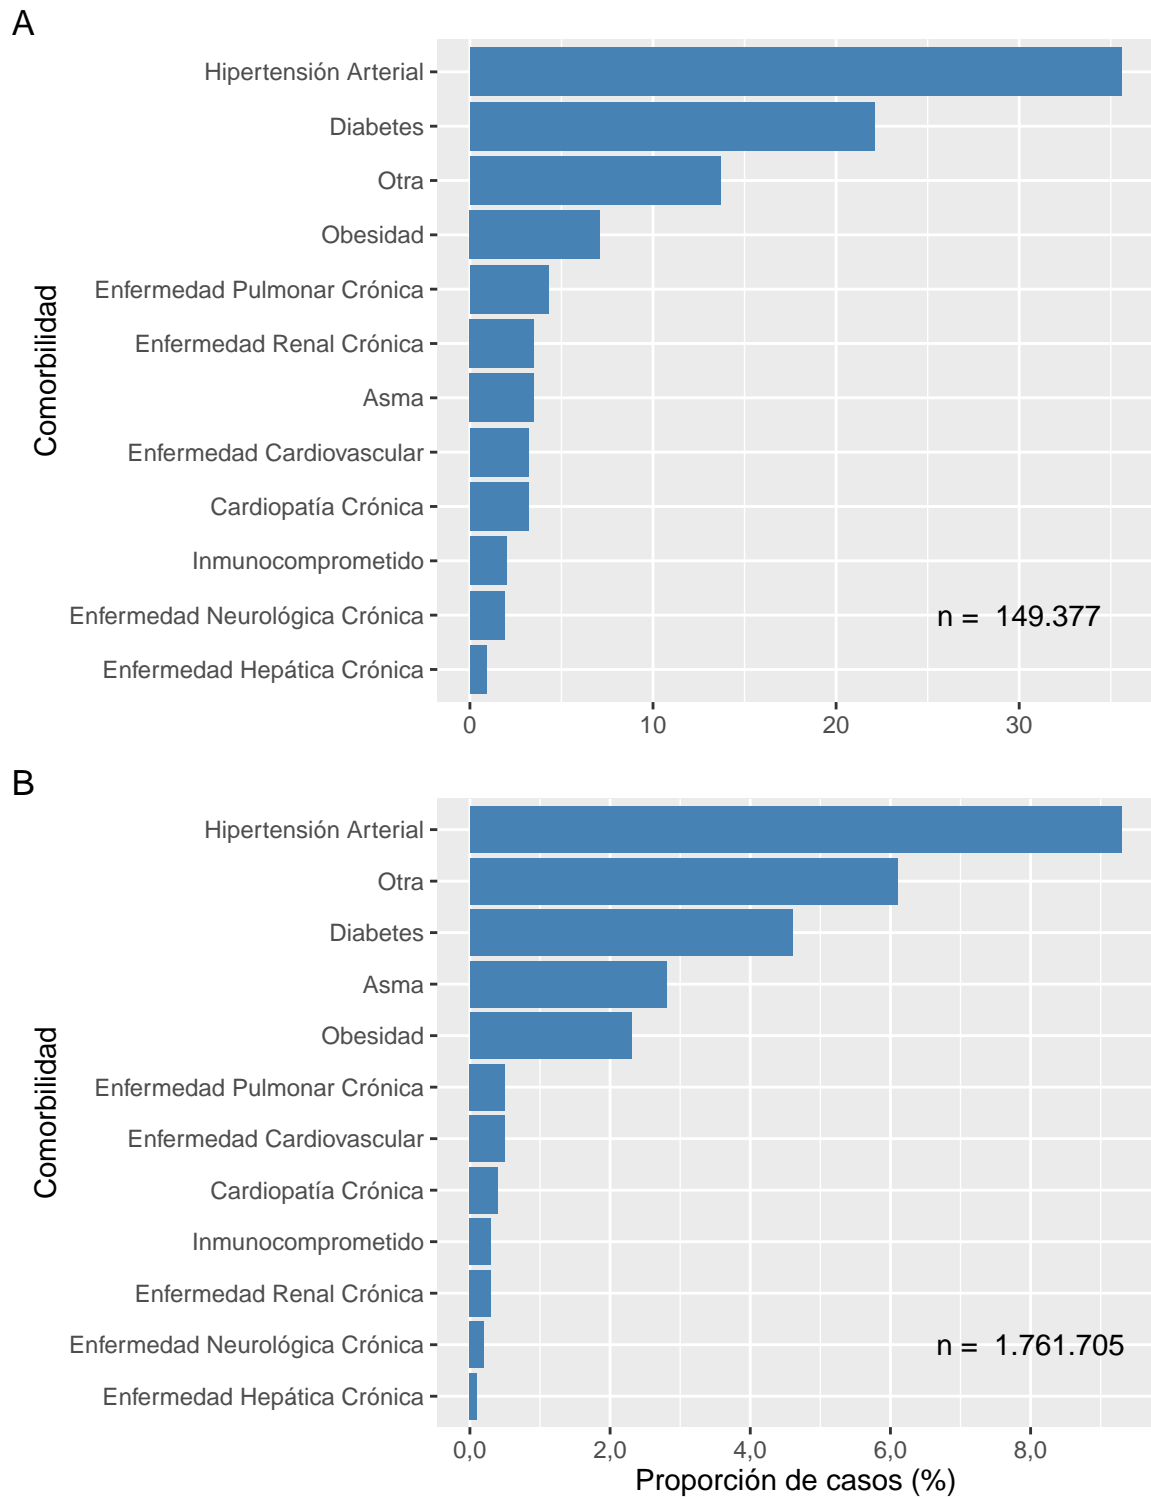 A
Hipertensión Arterial
Diabetes
Otra
Obesidad
Enfermedad Pulmonar Crónica
Enfermedad Renal Crónica
Asma
Enfermedad Cardiovascular
Cardiopatía Crónica
Inmunocomprometido
Enfermedad Neurológica Crónica
Enfermedad Hepática Crónica
Comorbilidad
n = 149.377
0 10 20 30
B
Hipertensión Arterial
Otra
Diabetes
Asma
Obesidad
Enfermedad Pulmonar Crónica
Enfermedad Cardiovascular
Cardiopatía Crónica
Inmunocomprometido
Enfermedad Renal Crónica
Enfermedad Neurológica Crónica
Enfermedad Hepática Crónica
Comorbilidad
n = 1.761.705
0,0 2,0 4,0 6,0 8,0
Proporción de casos (%)